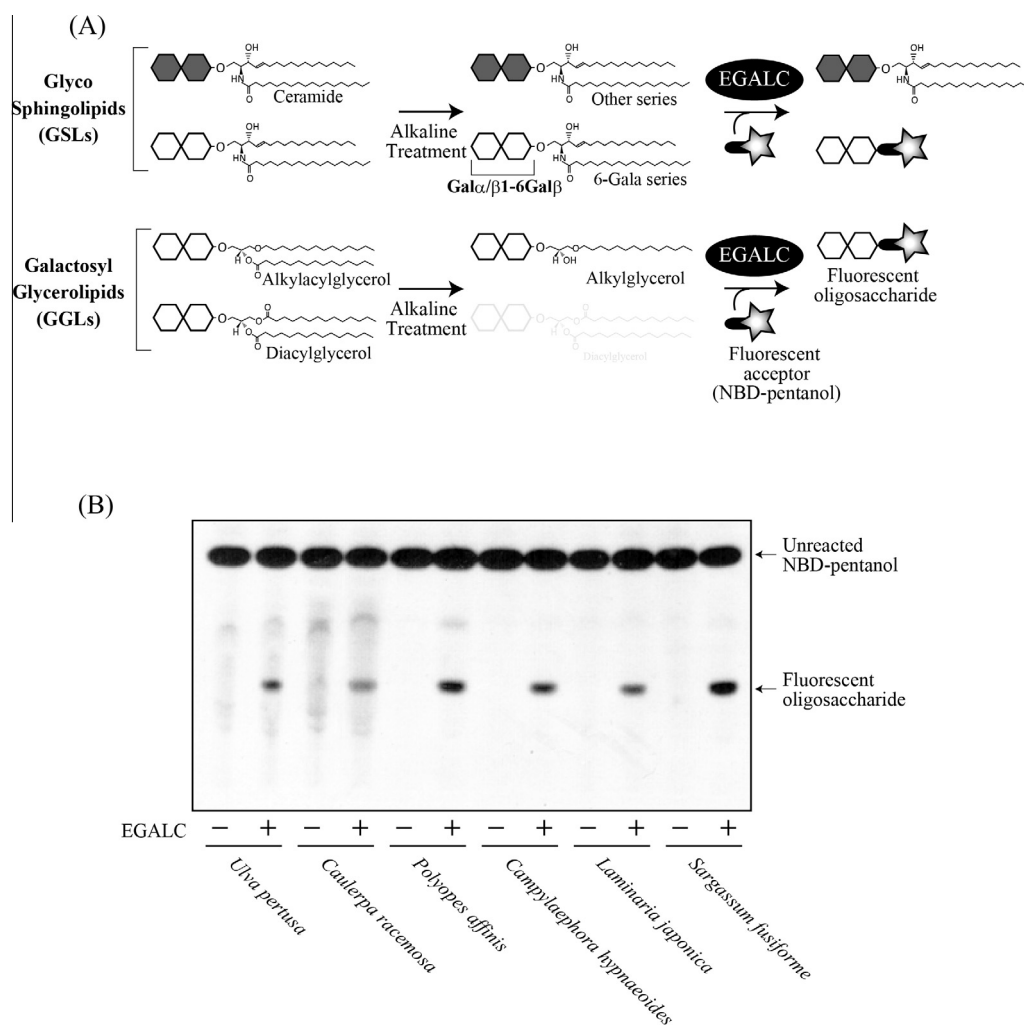 (A)
Glyco
Sphingolipids
(GSLs)
OH
O
HN
O
Ceramide
OH
O
HN
O
Alkaline
Treatment
OH
O
HN
O
Other series
OH
O
HN
O
6-Gala series
Galα/β1-6Galβ
EGALC
OH
O
HN
O
Galactosyl
Glycerolipids
(GGLs)
O
O
H
O
O
Alkylacylglycerol
O
O
O
H
O
O
Diacylglycerol
Alkaline
Treatment
O
O
H
OH
Alkylglycerol
O
O
O
H
O
O
Diacylglycerol
EGALC
Fluorescent
acceptor
(NBD-pentanol)
Fluorescent
oligosaccharide
(B)
Unreacted
NBD-pentanol
Fluorescent
oligosaccharide
EGALC − + − + − + − + − + − +
Ulva pertusa
Caulerpa racemosa
Polyopes affinis
Campylaephora hypnaeoides
Laminaria japonica
Sargassum fusiforme